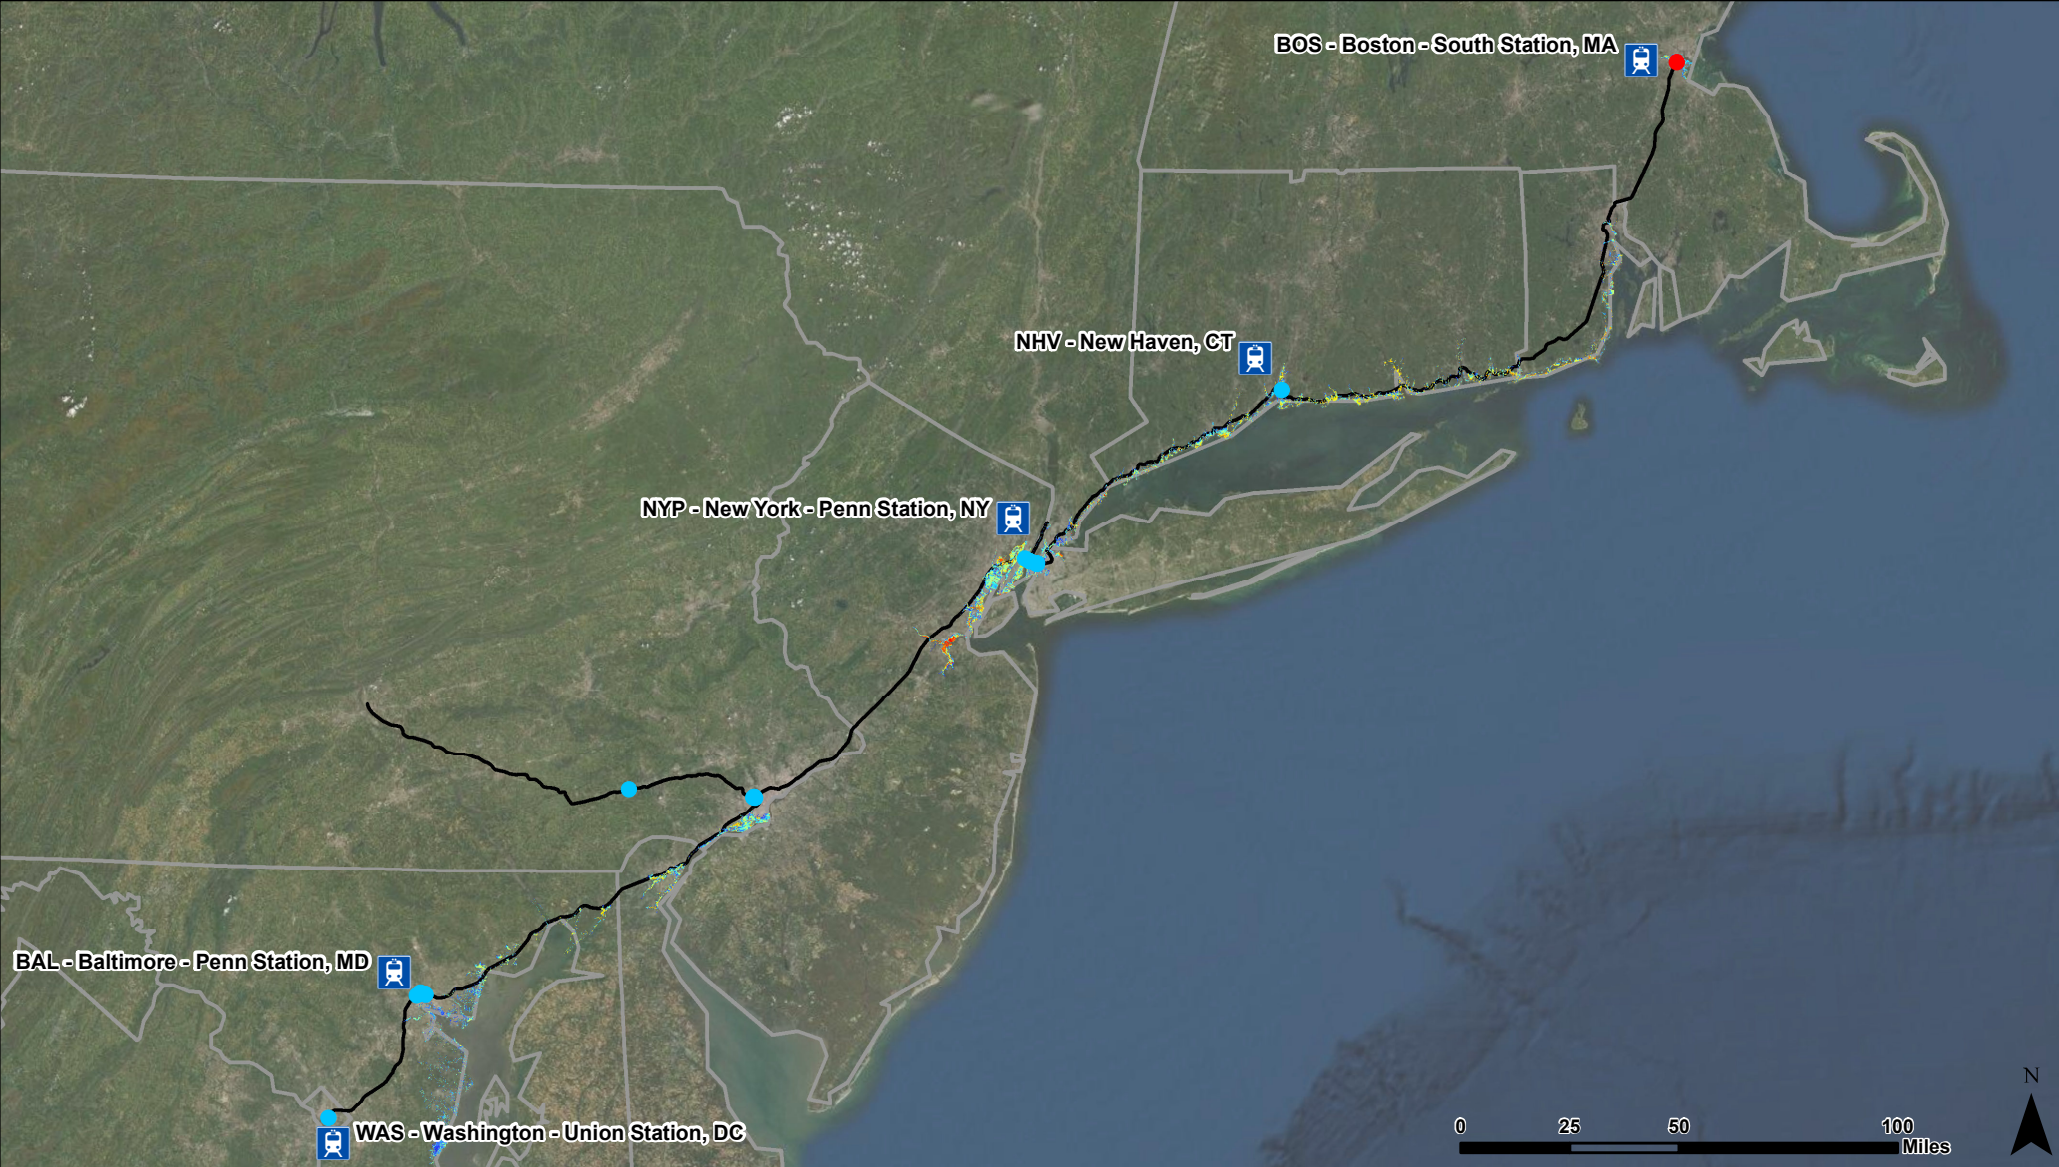 BOS - Boston - South Station, MA
NHV - New Haven, CT
NYP - New York - Penn Station, NY
BAL - Baltimore - Penn Station, MD
WAS - Washington - Union Station, DC
N
0 25 50 100
Miles